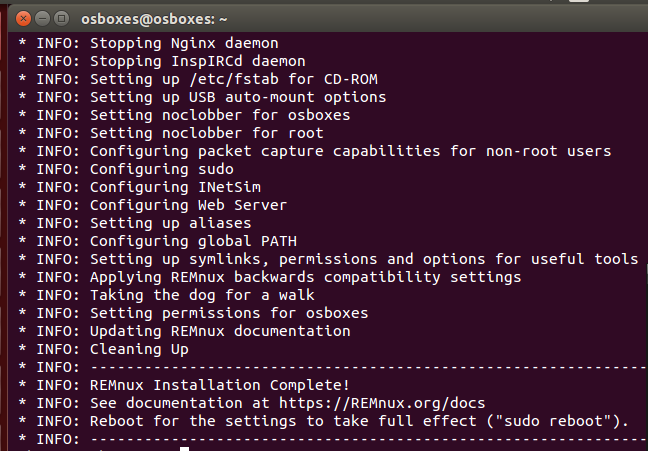 osboxes@osboxes: ~
* INFO: Stopping Nginx daemon
* INFO: Stopping InspIRCd daemon
* INFO: Setting up /etc/fstab for CD-ROM
* INFO: Setting up USB auto-mount options
* INFO: Setting noclobber for osboxes
* INFO: Setting noclobber for root
* INFO: Configuring packet capture capabilities for non-root users
* INFO: Configuring sudo
* INFO: Configuring INetSim
* INFO: Configuring Web Server
* INFO: Setting up aliases
* INFO: Configuring global PATH
* INFO: Setting up symlinks, permissions and options for useful tools
* INFO: Applying REMnux backwards compatibility settings
* INFO: Taking the dog for a walk
* INFO: Setting permissions for osboxes
* INFO: Updating REMnux documentation
* INFO: Cleaning Up
* INFO: --------------------------------------------------------------
* INFO: REMnux Installation Complete!
* INFO: See documentation at https://REMnux.org/docs
* INFO: Reboot for the settings to take full effect ("sudo reboot").
* INFO: --------------------------------------------------------------